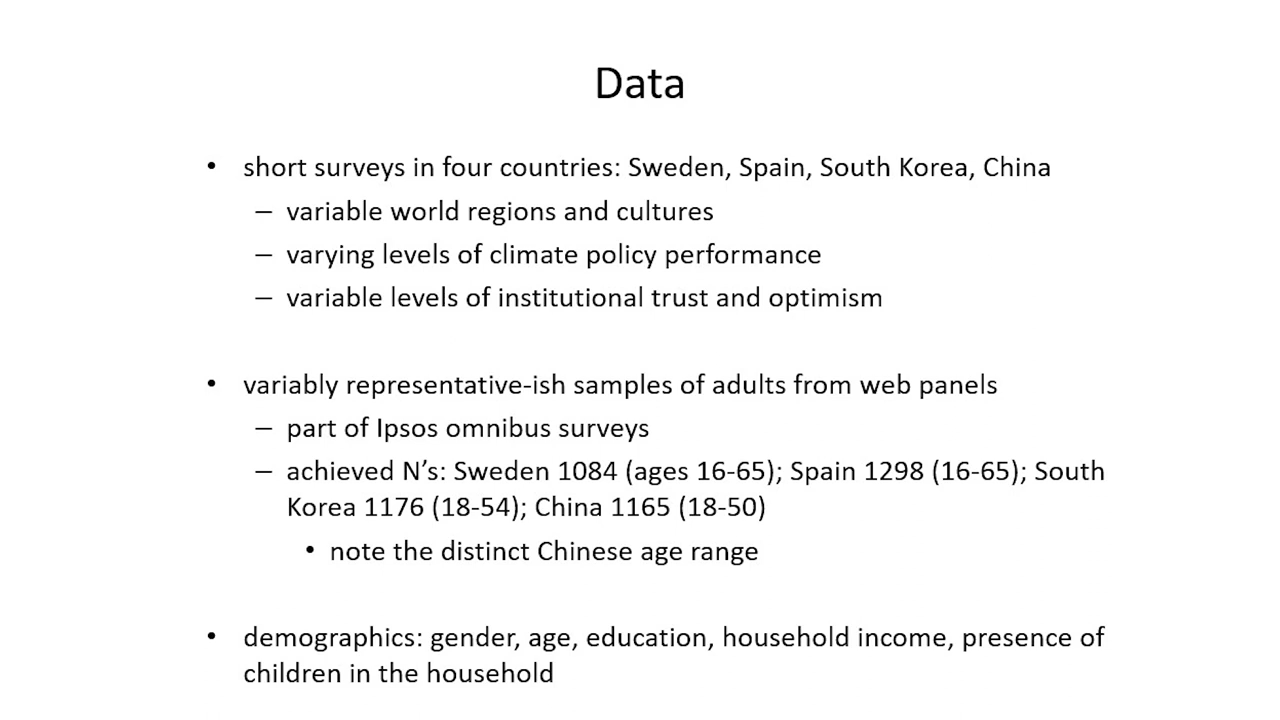 Data
• short surveys in four countries: Sweden, Spain, South Korea, China
– variable world regions and cultures
– varying levels of climate policy performance
– variable levels of institutional trust and optimism
• variably representative-ish samples of adults from web panels
– part of Ipsos omnibus surveys
– achieved N’s: Sweden 1084 (ages 16-65); Spain 1298 (16-65); South
Korea 1176 (18-54); China 1165 (18-50)
• note the distinct Chinese age range
• demographics: gender, age, education, household income, presence of
children in the household